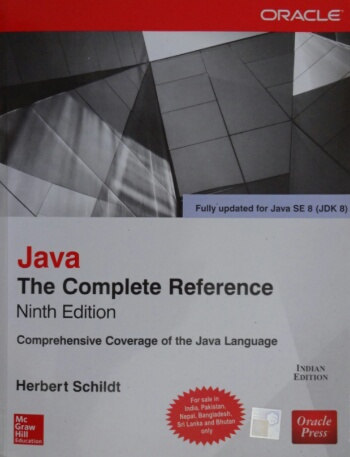 ORACLE
Fully updated for Java SE 8 (JDK 8)
Java
The Complete Reference
Ninth Edition
Comprehensive Coverage of the Java Language
INDIAN
EDITION
Herbert Schildt
For sale in
India, Pakistan,
Nepal, Bangladesh,
Sri Lanka and Bhutan
only
Mc
Graw
Hill
Education
Oracle
Press